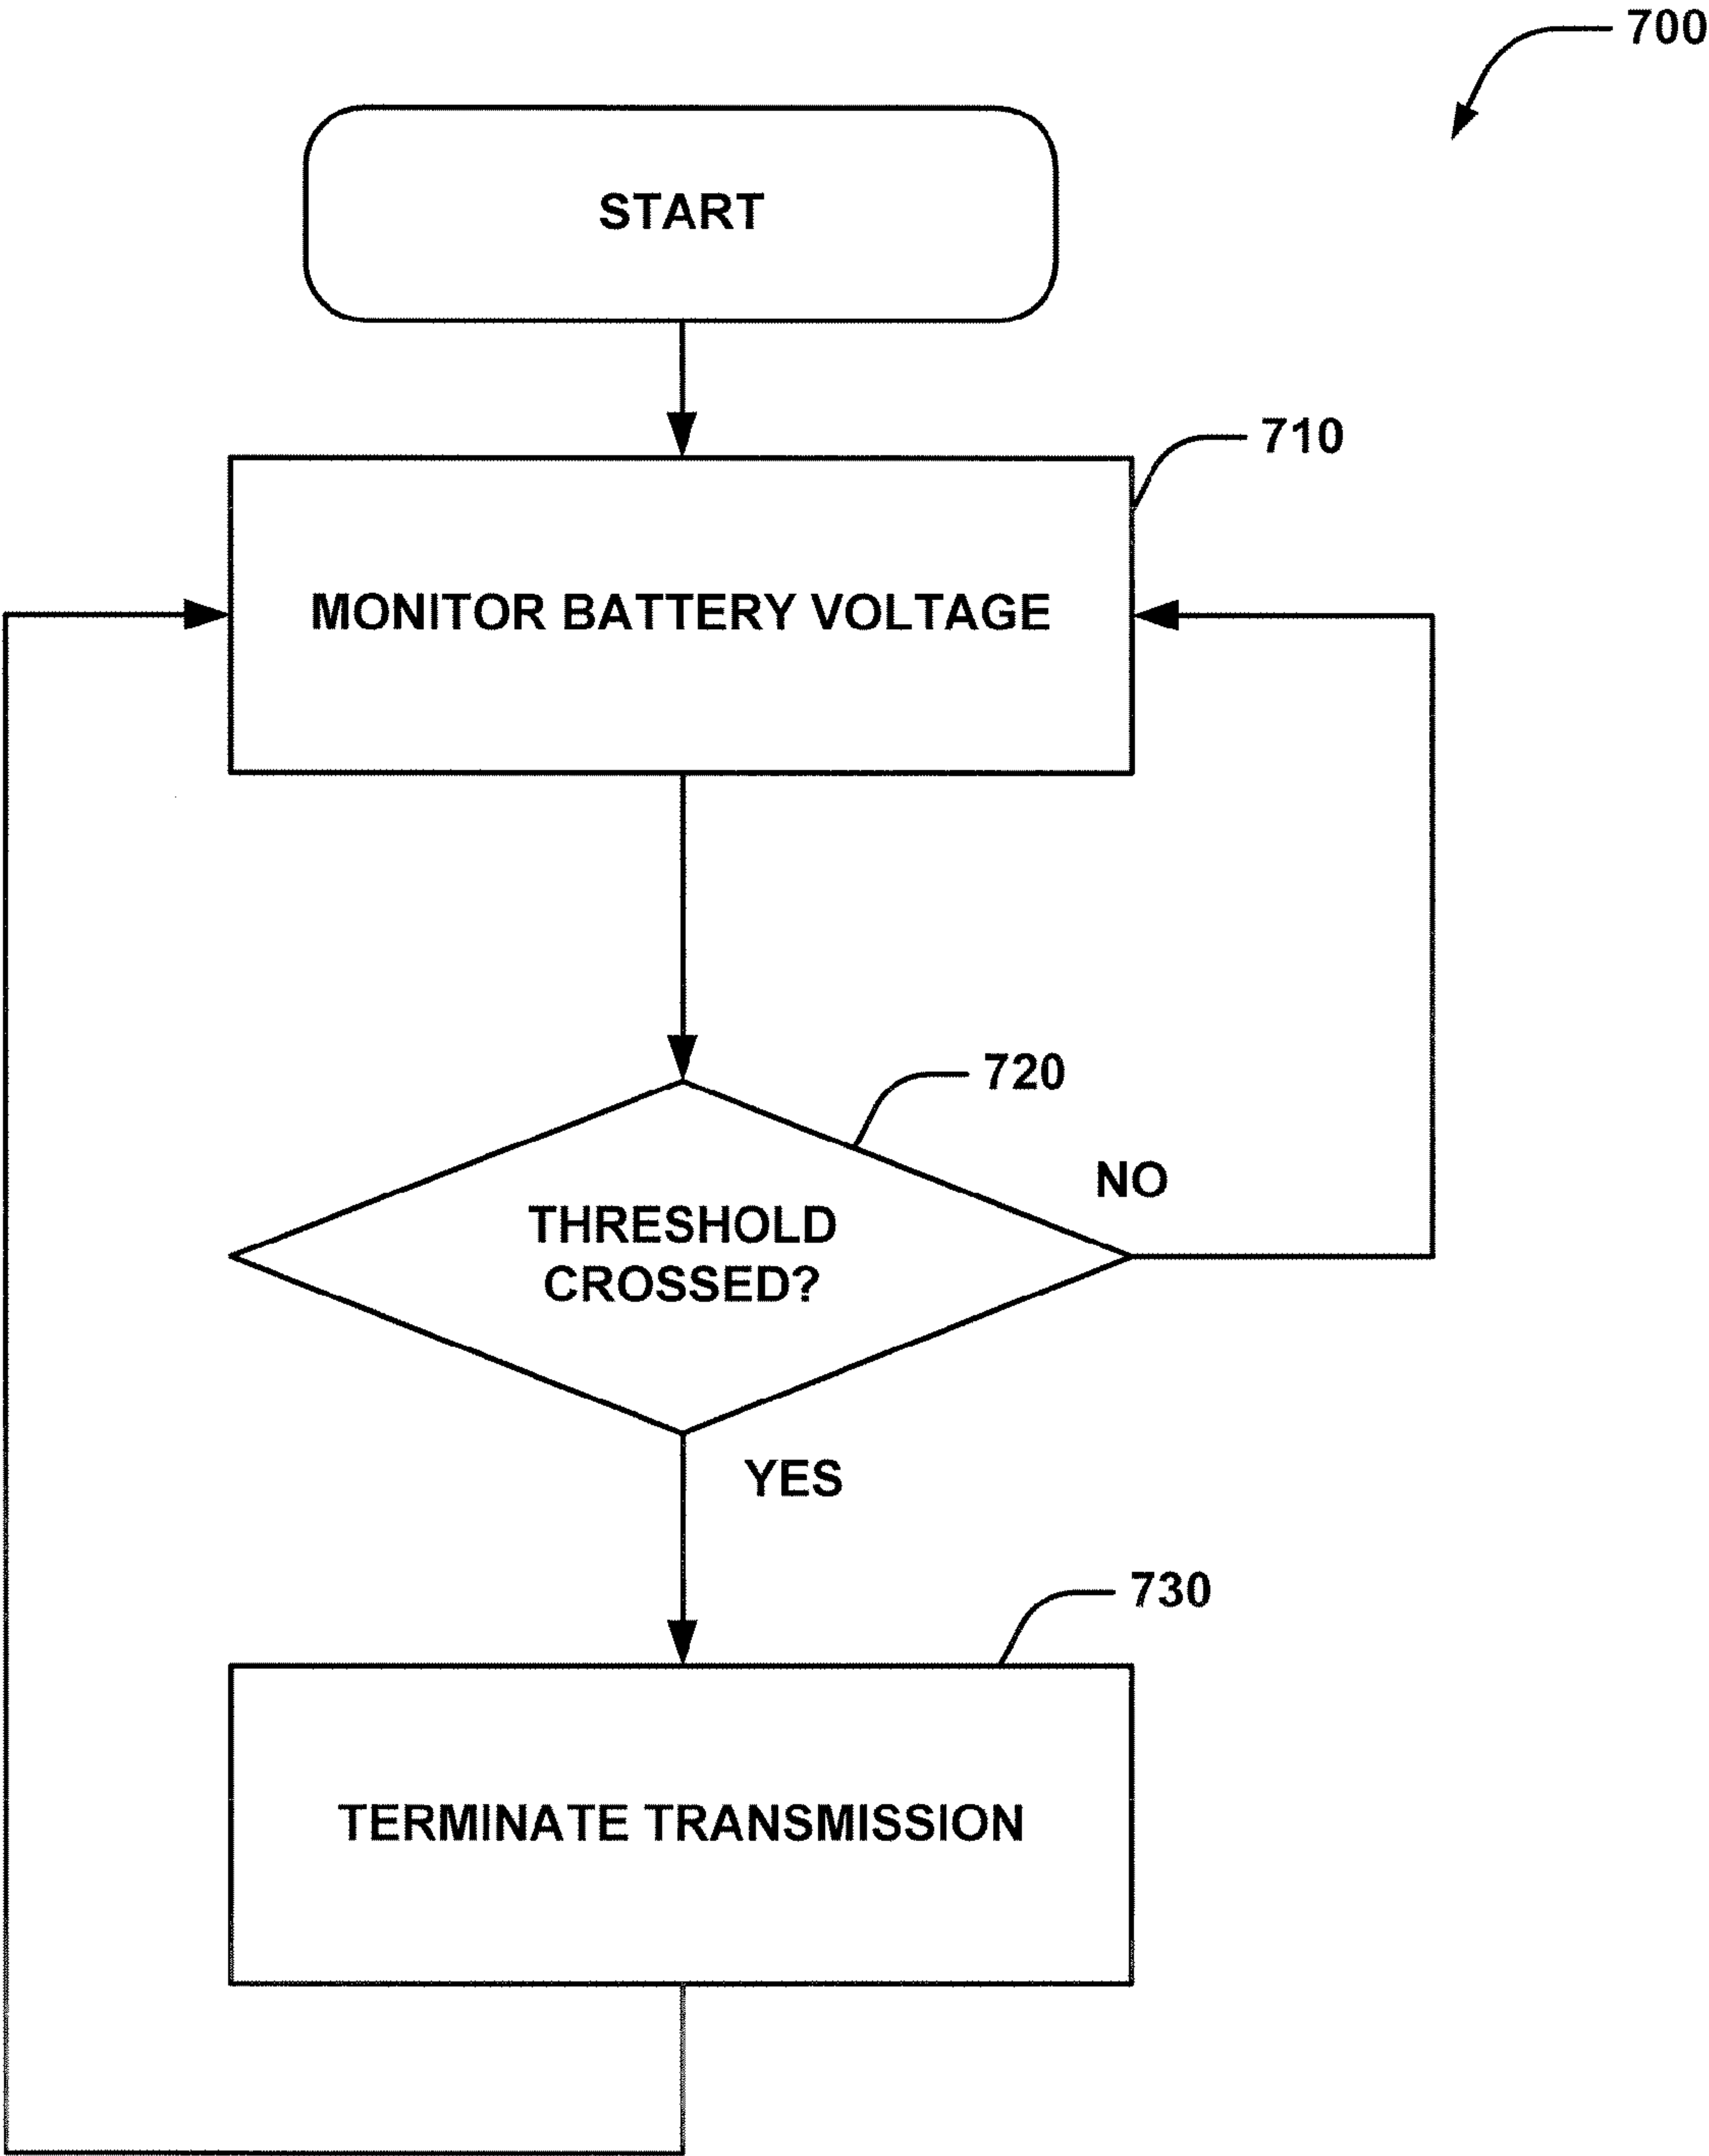 700
START
710
MONITOR BATTERY VOLTAGE
720
NO
THRESHOLD
CROSSED?
YES
730
TERMINATE TRANSMISSION